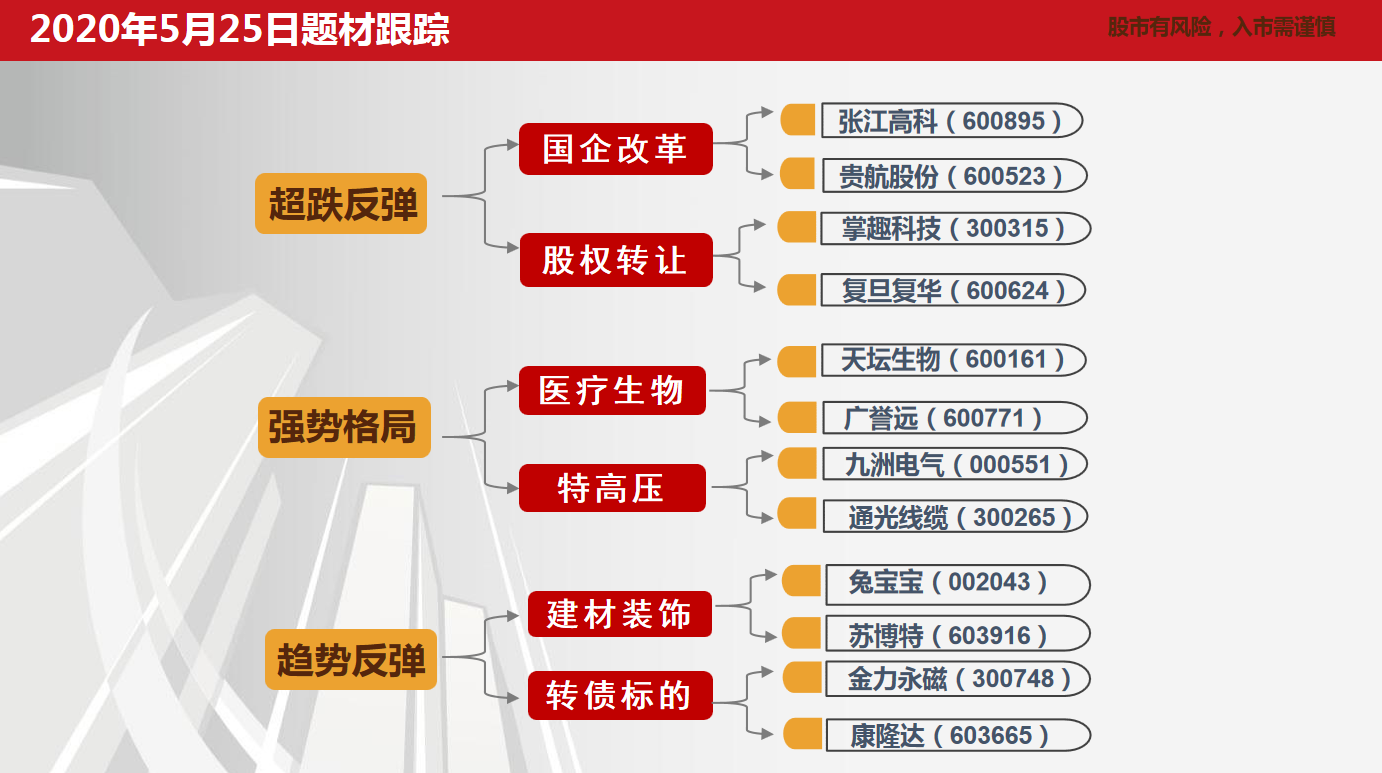 2020年5月25日题材跟踪
股市有风险，入市需谨慎
超跌反弹
国企改革
张江高科（600895）
贵航股份（600523）
股权转让
掌趣科技（300315）
复旦复华（600624）
强势格局
医疗生物
天坛生物（600161）
广誉远（600771）
特高压
九洲电气（000551）
通光线缆（300265）
趋势反弹
建材装饰
兔宝宝（002043）
苏博特（603916）
转债标的
金力永磁（300748）
康隆达（603665）